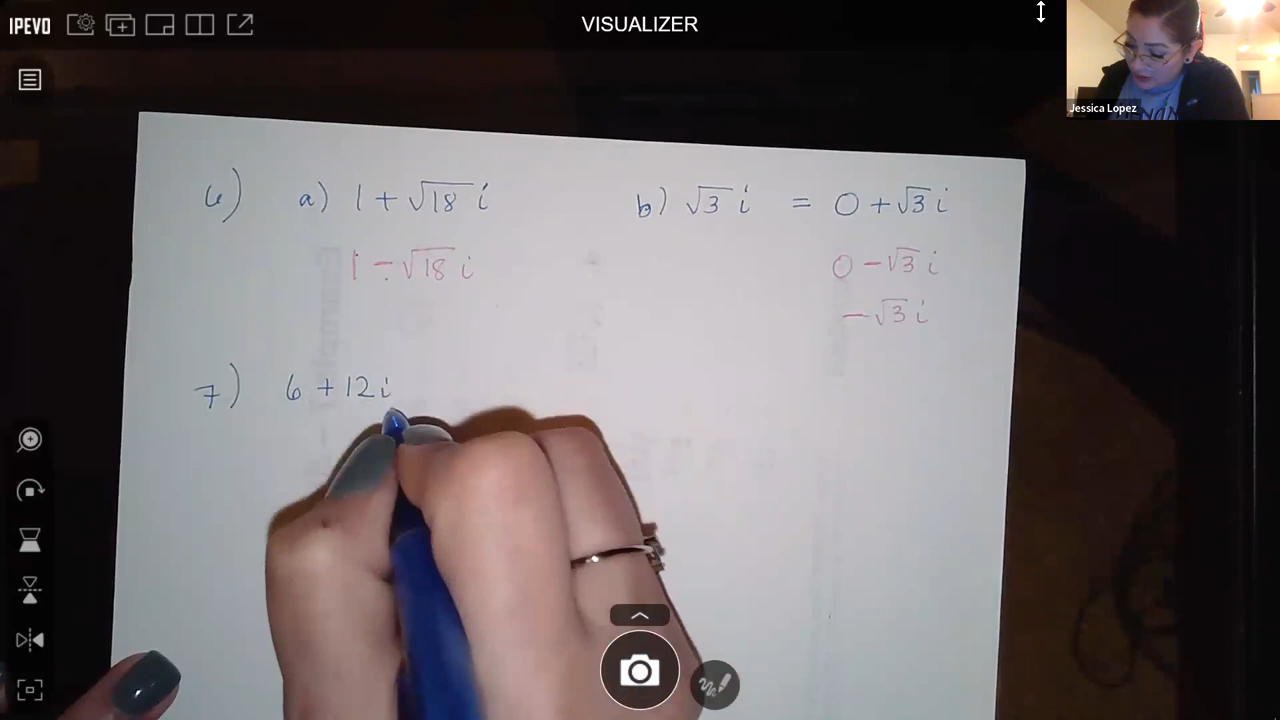 IPEVO
VISUALIZER
Jessica Lopez
6) a) 1 + √18 i b) √3 i = 0 + √3 i
1 - √18 i 0 - √3 i
- √3 i
7) 6 + 12i